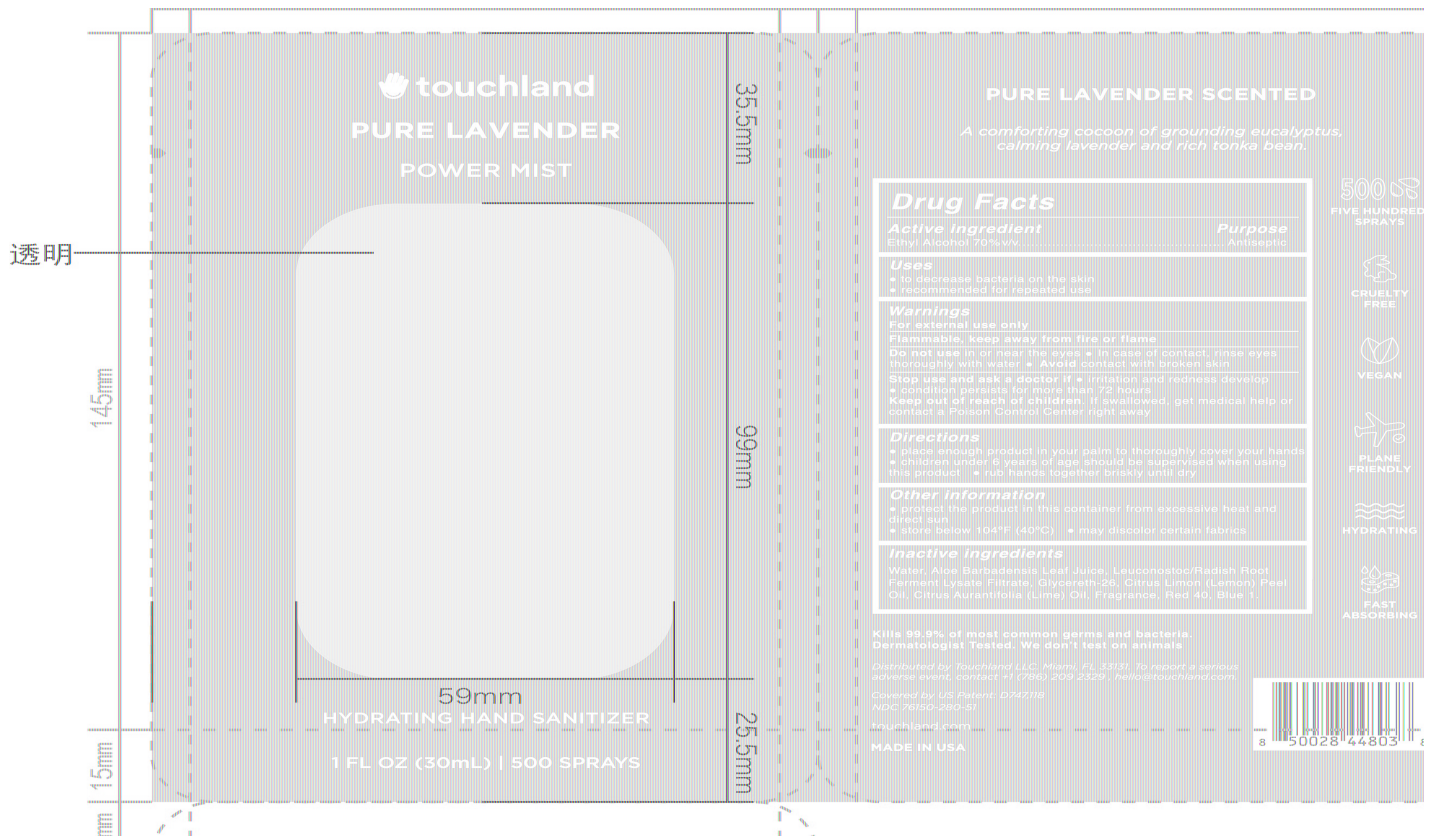 touchland
PURE LAVENDER
POWER MIST
35.5mm
透明
145mm
99mm
59mm
HYDRATING HAND SANITIZER
25.5mm
15mm
1 FL OZ (30mL) | 500 SPRAYS
PURE LAVENDER SCENTED
A comforting cocoon of grounding eucalyptus,
calming lavender and rich tonka bean.
Drug Facts
Active ingredient Purpose
Ethyl Alcohol 70% v/v. Antiseptic
Uses
• to decrease bacteria on the skin
• recommended for repeated use
Warnings
For external use only
Flammable, keep away from fire or flame
Do not use in or near the eyes • In case of contact, rinse eyes
thoroughly with water • Avoid contact with broken skin
Stop use and ask a doctor if • irritation and redness develop
• condition persists for more than 72 hours
Keep out of reach of children. If swallowed, get medical help or
contact a Poison Control Center right away
Directions
• place enough product in your palm to thoroughly cover your hands
• children under 6 years of age should be supervised when using
this product • rub hands together briskly until dry
Other information
• protect the product in this container from excessive heat and
direct sun
• store below 104°F (40°C) • may discolor certain fabrics
Inactive ingredients
Water, Aloe Barbadensis Leaf Juice, Leuconostoc/Radish Root
Ferment Lysate Filtrate, Glycereth-26, Citrus Limon (Lemon) Peel
Oil, Citrus Aurantifolia (Lime) Oil, Fragrance, Red 40, Blue 1.
500
FIVE HUNDRED
SPRAYS
CRUELTY
FREE
VEGAN
PLANE
FRIENDLY
HYDRATING
FAST
ABSORBING
Kills 99.9% of most common germs and bacteria.
Dermatologist Tested. We don't test on animals
Distributed by Touchland LLC, Miami, FL 33131. To report a serious
adverse event, contact +1 (786) 209 2329 . hello@touchland.com.
Covered by US Patent: D747,118
NDC 76150-280-51
touchland.com
MADE IN USA
8 50028 44803